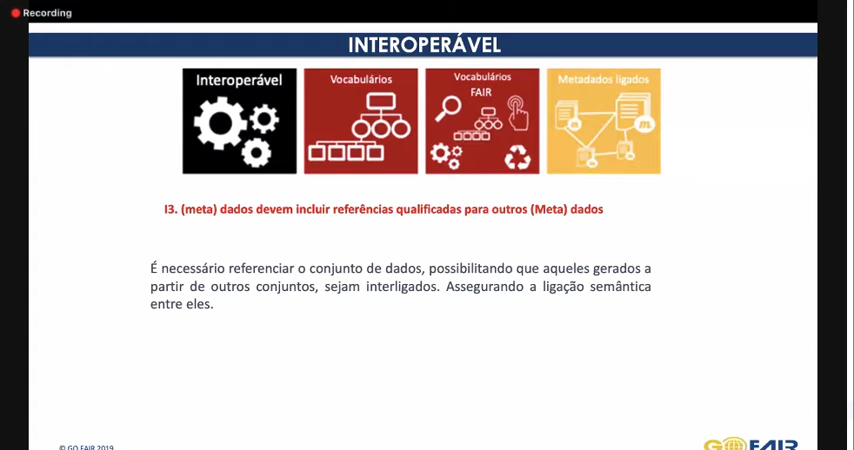 Recording
INTEROPERÁVEL
Interoperável
Vocabulários
Vocabulários
FAIR
Metadados ligados
m
m
m
m
I3. (meta) dados devem incluir referências qualificadas para outros (Meta) dados
É necessário referenciar o conjunto de dados, possibilitando que aqueles gerados a
partir de outros conjuntos, sejam interligados. Assegurando a ligação semântica
entre eles.
© GO FAIR 2019
GO FAIR